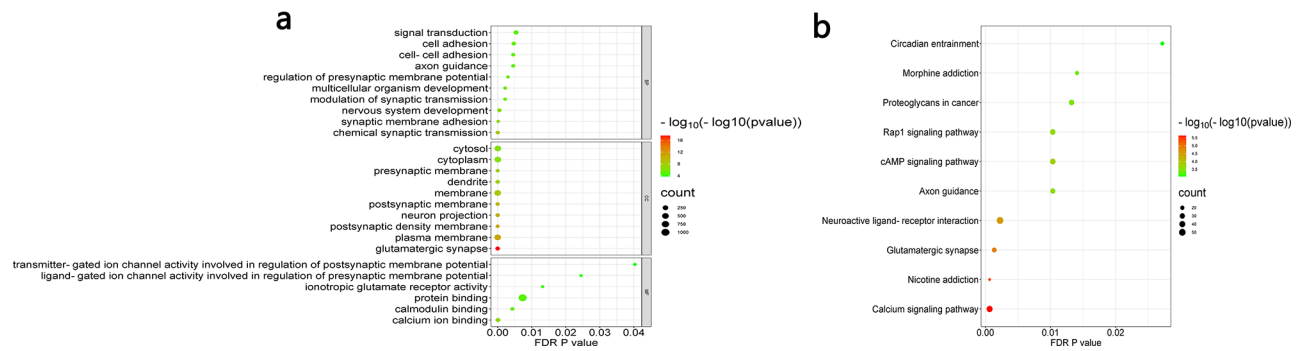 a
signal transduction
cell adhesion
cell- cell adhesion
axon guidance
regulation of presynaptic membrane potential
multicellular organism development
modulation of synaptic transmission
nervous system development
synaptic membrane adhesion
chemical synaptic transmission
BP
cytosol
cytoplasm
presynaptic membrane
dendrite
membrane
postsynaptic membrane
neuron projection
postsynaptic density membrane
plasma membrane
glutamatergic synapse
CC
transmitter- gated ion channel activity involved in regulation of postsynaptic membrane potential
ligand- gated ion channel activity involved in regulation of presynaptic membrane potential
ionotropic glutamate receptor activity
protein binding
calmodulin binding
calcium ion binding
MF
0.00 0.01 0.02 0.03 0.04
FDR P value
- log10(- log10(pvalue))
16
12
8
4
count
250
500
750
1000
b
Circadian entrainment
Morphine addiction
Proteoglycans in cancer
Rap1 signaling pathway
cAMP signaling pathway
Axon guidance
Neuroactive ligand- receptor interaction
Glutamatergic synapse
Nicotine addiction
Calcium signaling pathway
0.00 0.01 0.02
FDR P value
- log10(- log10(pvalue))
5.5
5.0
4.5
4.0
3.5
3.0
count
20
30
40
50